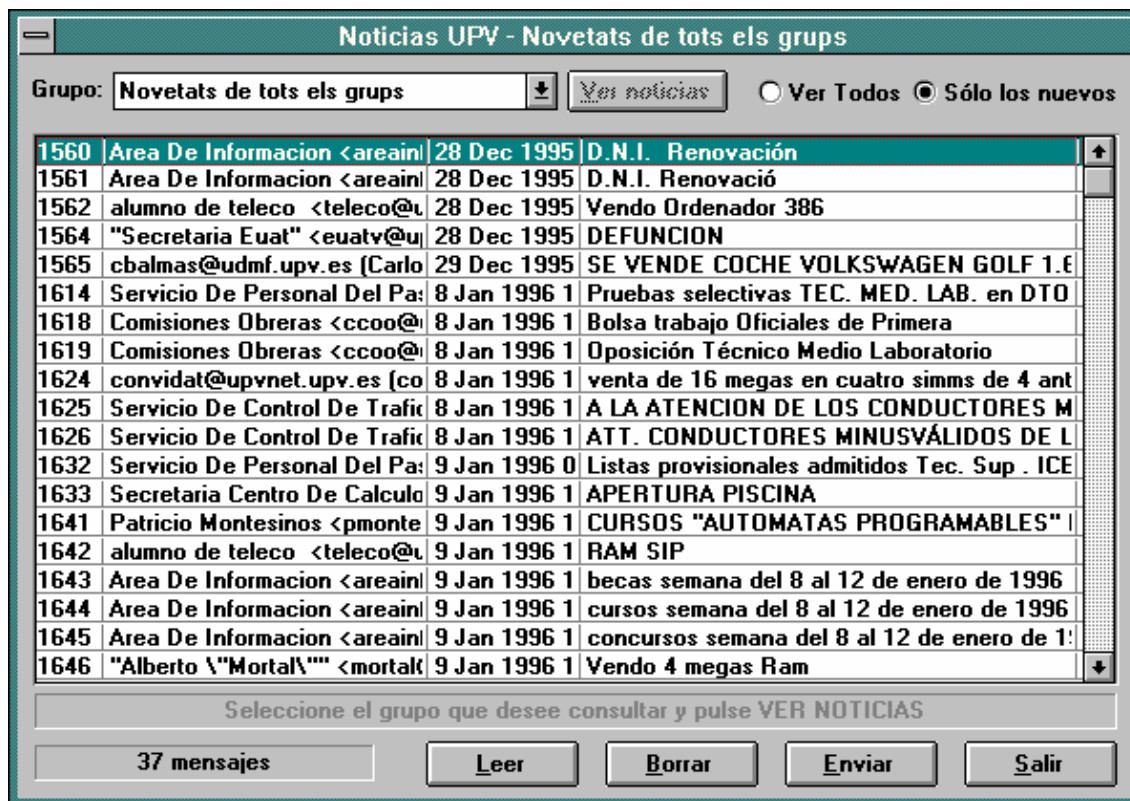 Noticias UPV - Novetats de tots els grups
Grupo: Novetats de tots els grups Ver noticias Ver Todos Sólo los nuevos
1560 Area De Informacion <areainl 28 Dec 1995 D.N.I. Renovación
1561 Area De Informacion <areainl 28 Dec 1995 D.N.I. Renovació
1562 alumno de teleco <teleco@u 28 Dec 1995 Vendo Ordenador 386
1564 "Secretaria Euat" <euatv@up 28 Dec 1995 DEFUNCION
1565 cbalmas@udmf.upv.es (Carlo 29 Dec 1995 SE VENDE COCHE VOLKSWAGEN GOLF 1.6
1614 Servicio De Personal Del Pas 8 Jan 1996 1 Pruebas selectivas TEC. MED. LAB. en DTO
1618 Comisiones Obreras <ccoo@ 8 Jan 1996 1 Bolsa trabajo Oficiales de Primera
1619 Comisiones Obreras <ccoo@ 8 Jan 1996 1 Oposición Técnico Medio Laboratorio
1624 convidat@upvnet.upv.es (co 8 Jan 1996 1 venta de 16 megas en cuatro simms de 4 ant
1625 Servicio De Control De Trafic 8 Jan 1996 1 A LA ATENCION DE LOS CONDUCTORES M
1626 Servicio De Control De Trafic 8 Jan 1996 1 ATT. CONDUCTORES MINUSVÁLIDOS DE L
1632 Servicio De Personal Del Pas 9 Jan 1996 0 Listas provisionales admitidos Tec. Sup . ICE
1633 Secretaria Centro De Calculo 9 Jan 1996 1 APERTURA PISCINA
1641 Patricio Montesinos <pmonte 9 Jan 1996 1 CURSOS "AUTOMATAS PROGRAMABLES"
1642 alumno de teleco <teleco@u 9 Jan 1996 1 RAM SIP
1643 Area De Informacion <areainl 9 Jan 1996 1 becas semana del 8 al 12 de enero de 1996
1644 Area De Informacion <areainl 9 Jan 1996 1 cursos semana del 8 al 12 de enero de 1996
1645 Area De Informacion <areainl 9 Jan 1996 1 concursos semana del 8 al 12 de enero de 19
1646 "Alberto \"Mortal\"" <mortal@ 9 Jan 1996 1 Vendo 4 megas Ram
Seleccione el grupo que desee consultar y pulse VER NOTICIAS
37 mensajes Leer Borrar Enviar Salir